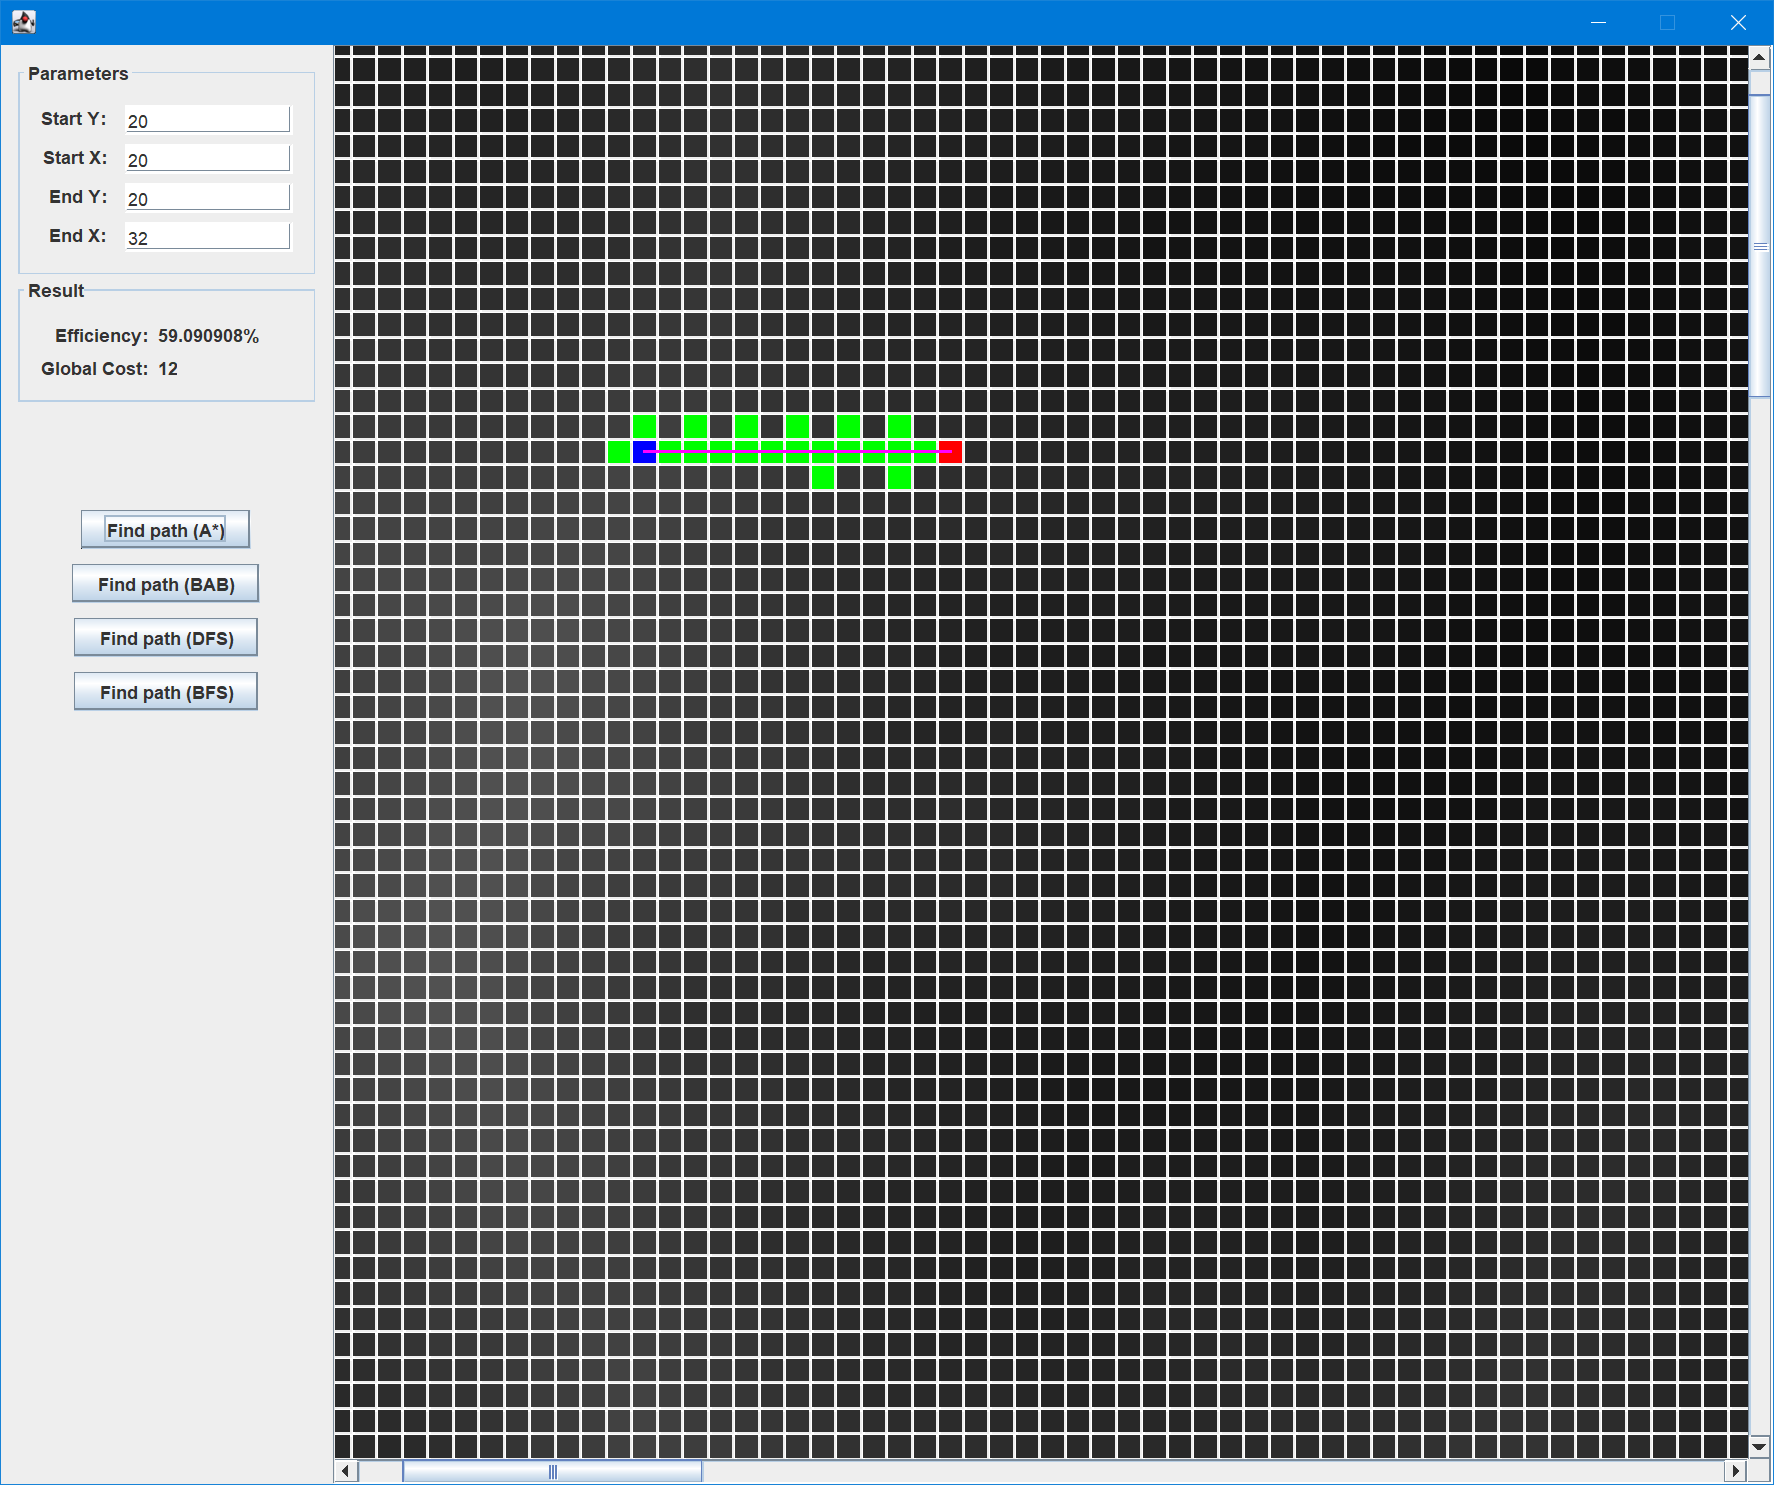 Parameters
Start Y: 20
Start X: 20
End Y: 20
End X: 32
Result
Efficiency: 59.090908%
Global Cost: 12
Find path (A*)
Find path (BAB)
Find path (DFS)
Find path (BFS)